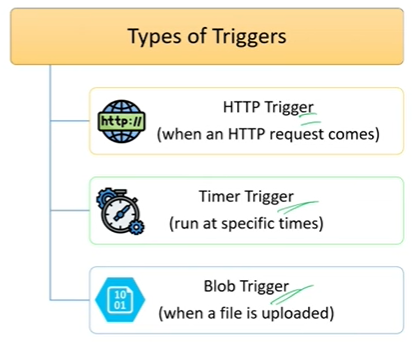 Types of Triggers
http://
HTTP Trigger
(when an HTTP request comes)
Timer Trigger
(run at specific times)
10
01
Blob Trigger
(when a file is uploaded)